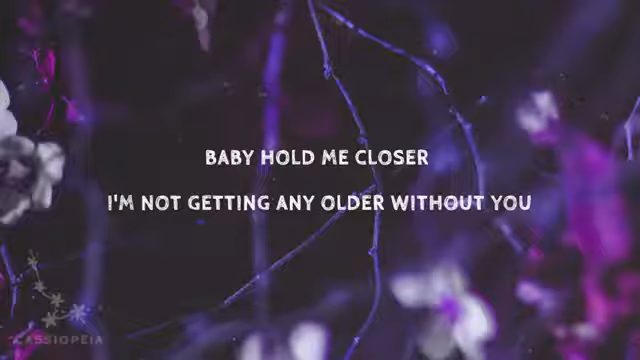 BABY HOLD ME CLOSER
I'M NOT GETTING ANY OLDER WITHOUT YOU
CASSIOPEIA